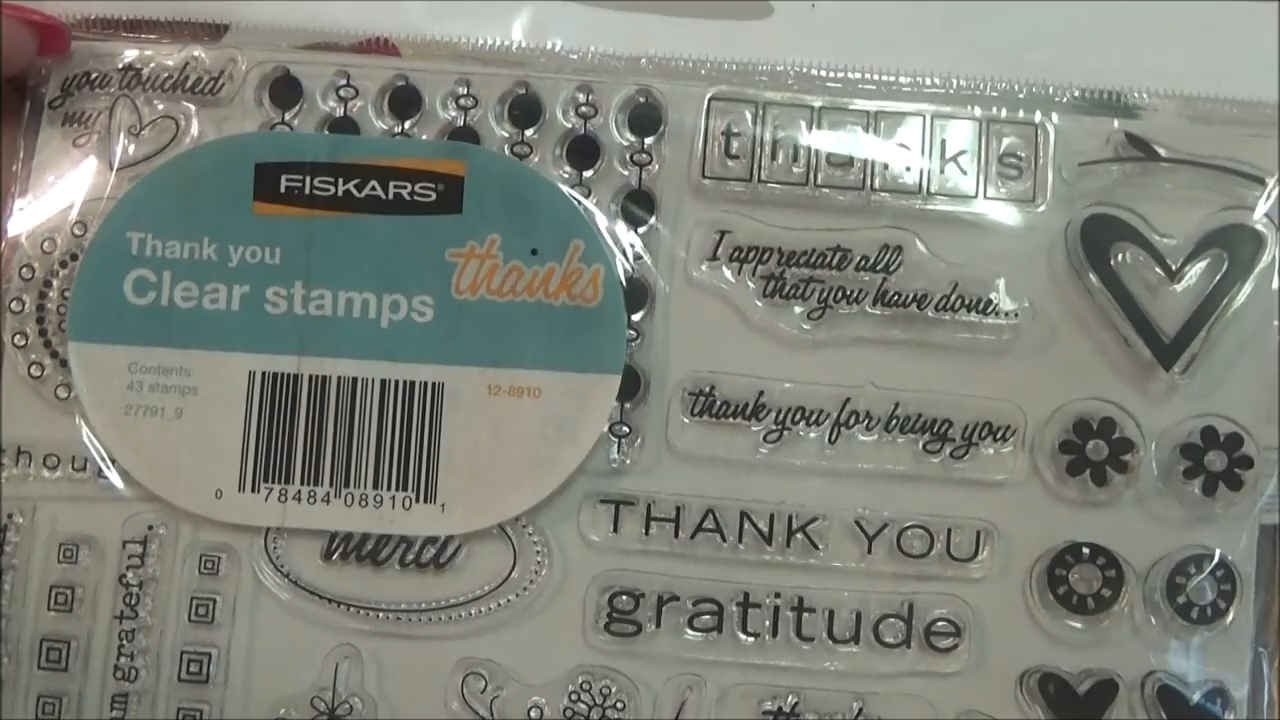 you touched
my
FISKARS®
Thank you
Clear stamps
thanks
Contents:
43 stamps
27791_9
12-8910
0 78484 08910 1
thanks
I appreciate all
that you have done...
thank you for being you
THANK YOU
gratitude
merci
grateful.